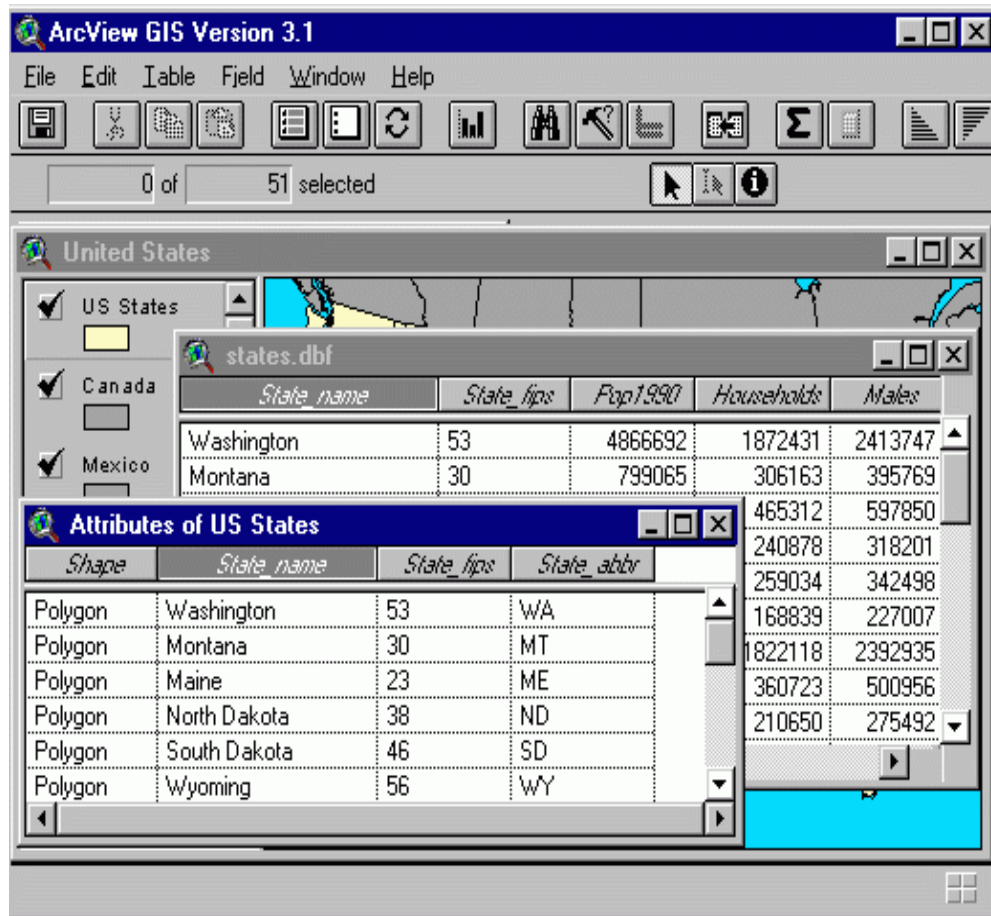 ArcView GIS Version 3.1
File Edit Table Field Window Help
0 of 51 selected
United States
US States
Canada
Mexico
states.dbf
State_name State_fips Pop1990 Households Males
Washington 53 4866692 1872431 2413747
Montana 30 799065 306163 395769
465312 597850
240878 318201
259034 342498
168839 227007
1822118 2392935
360723 500956
210650 275492
Attributes of US States
Shape State_name State_fips State_abbr
Polygon Washington 53 WA
Polygon Montana 30 MT
Polygon Maine 23 ME
Polygon North Dakota 38 ND
Polygon South Dakota 46 SD
Polygon Wyoming 56 WY